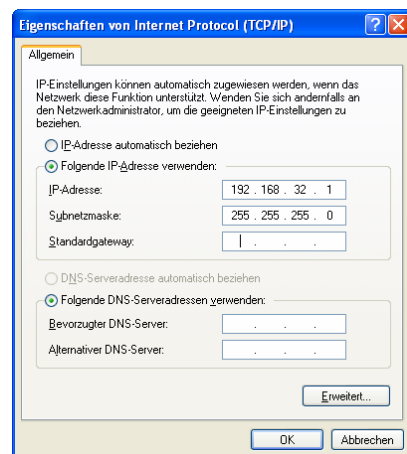 Eigenschaften von Internet Protocol (TCP/IP)
Allgemein
IP-Einstellungen können automatisch zugewiesen werden, wenn das
Netzwerk diese Funktion unterstützt. Wenden Sie sich andernfalls an
den Netzwerkadministrator, um die geeigneten IP-Einstellungen zu
beziehen.
IP-Adresse automatisch beziehen
Folgende IP-Adresse verwenden:
IP-Adresse: 192 . 168 . 32 . 1
Subnetzmaske: 255 . 255 . 255 . 0
Standardgateway: . . .
DNS-Serveradresse automatisch beziehen
Folgende DNS-Serveradressen verwenden:
Bevorzugter DNS-Server: . . .
Alternativer DNS-Server: . . .
Erweitert...
OK Abbrechen